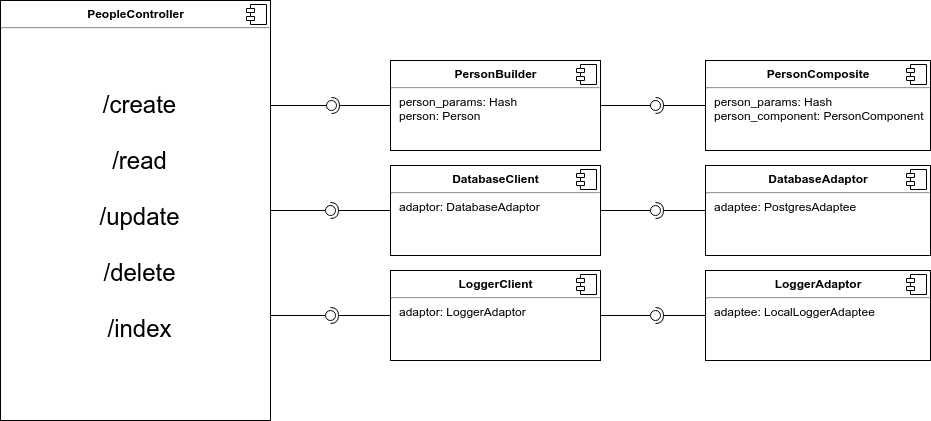 PeopleController
/create
/read
/update
/delete
/index
PersonBuilder
person_params: Hash
person: Person
PersonComposite
person_params: Hash
person_component: PersonComponent
DatabaseClient
adaptor: DatabaseAdaptor
DatabaseAdaptor
adaptee: PostgresAdaptee
LoggerClient
adaptor: LoggerAdaptor
LoggerAdaptor
adaptee: LocalLoggerAdaptee